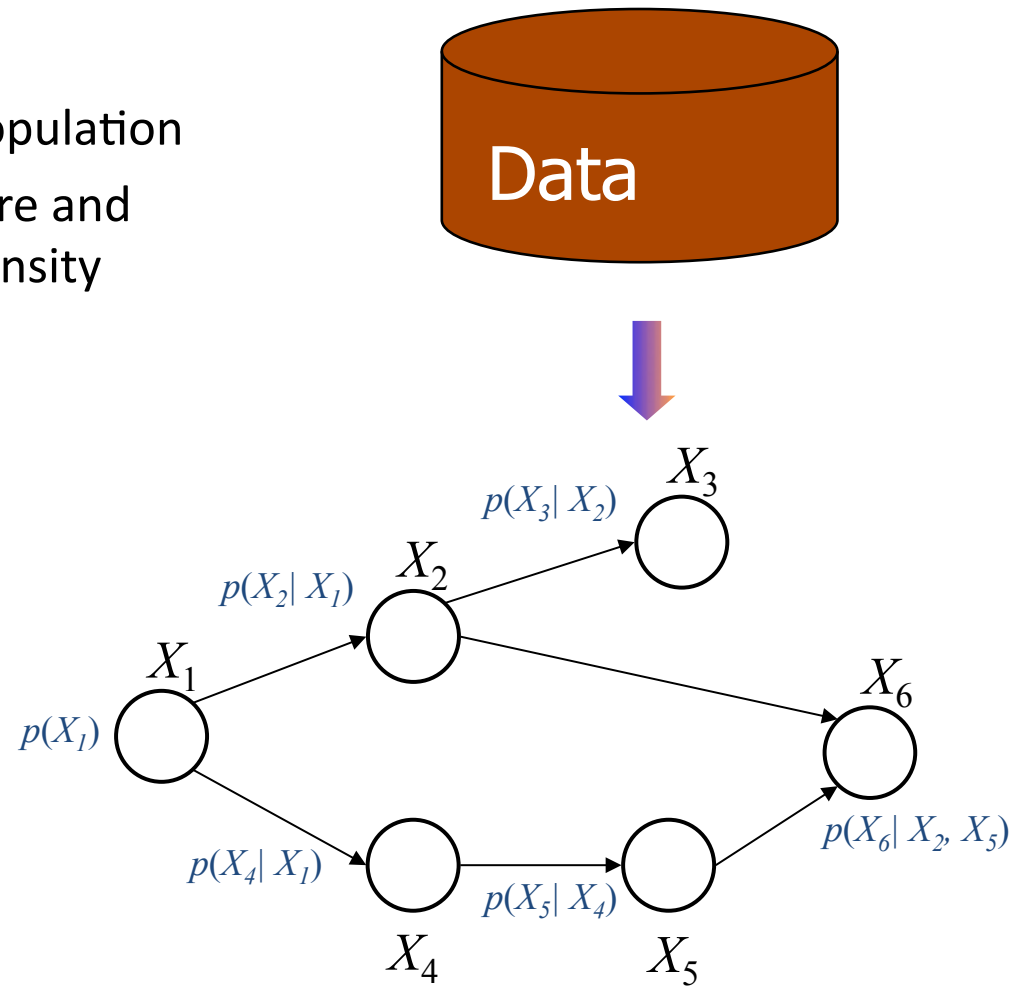 opulation
re and
nsity
Data
X3
p(X3| X2)
X2
p(X2| X1)
X1
p(X1)
X6
p(X6| X2, X5)
p(X4| X1)
p(X5| X4)
X4
X5